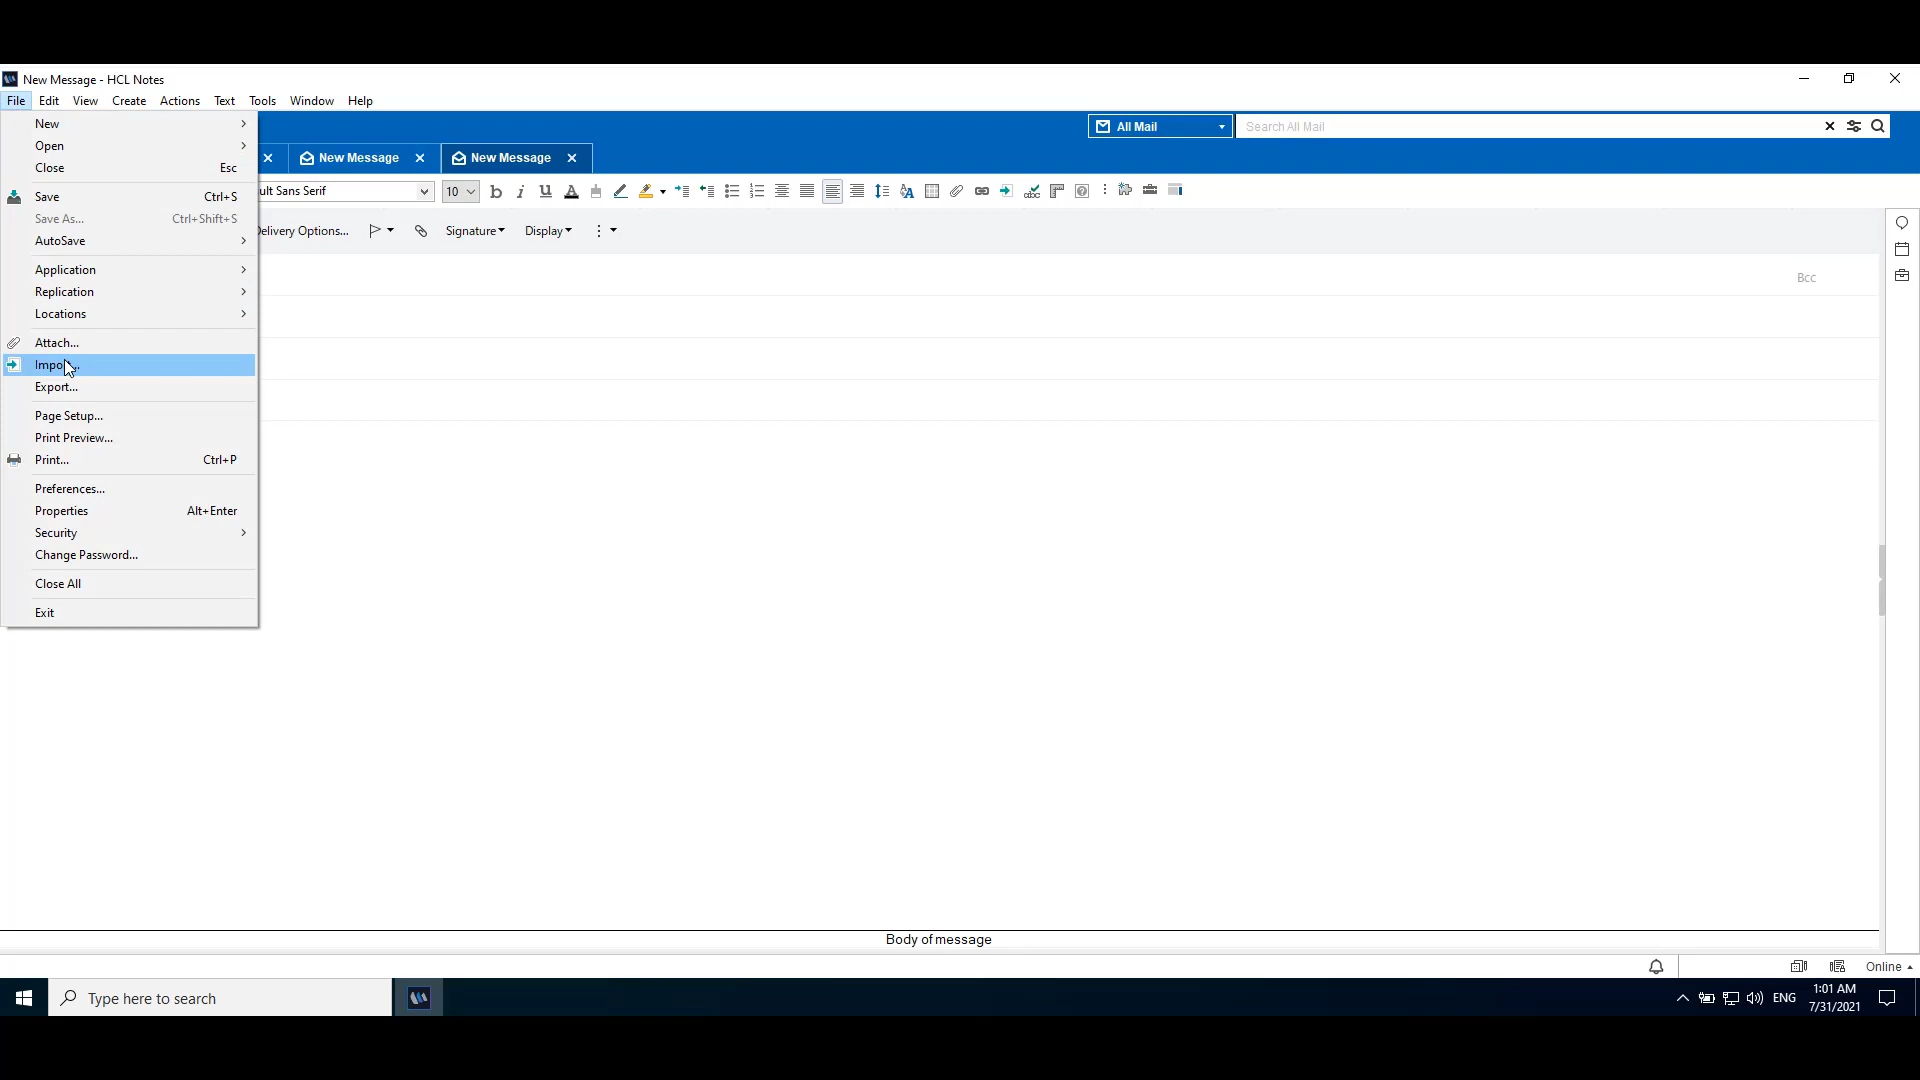 New Message - HCL Notes
File Edit View Create Actions Text Tools Window Help
New
All Mail
Search All Mail
Open
New Message
New Message
Close Esc
Save Ctrl+S
Sans Serif
10
Save As... Ctrl+Shift+S
AutoSave
Delivery Options...
Signature
Display
Application
Bcc
Replication
Locations
Attach...
Export...
Page Setup...
Print Preview...
Print... Ctrl+P
Preferences...
Properties Alt+Enter
Security
Change Password...
Close All
Exit
Body of message
Online
Type here to search
ENG
1:01 AM
7/31/2021